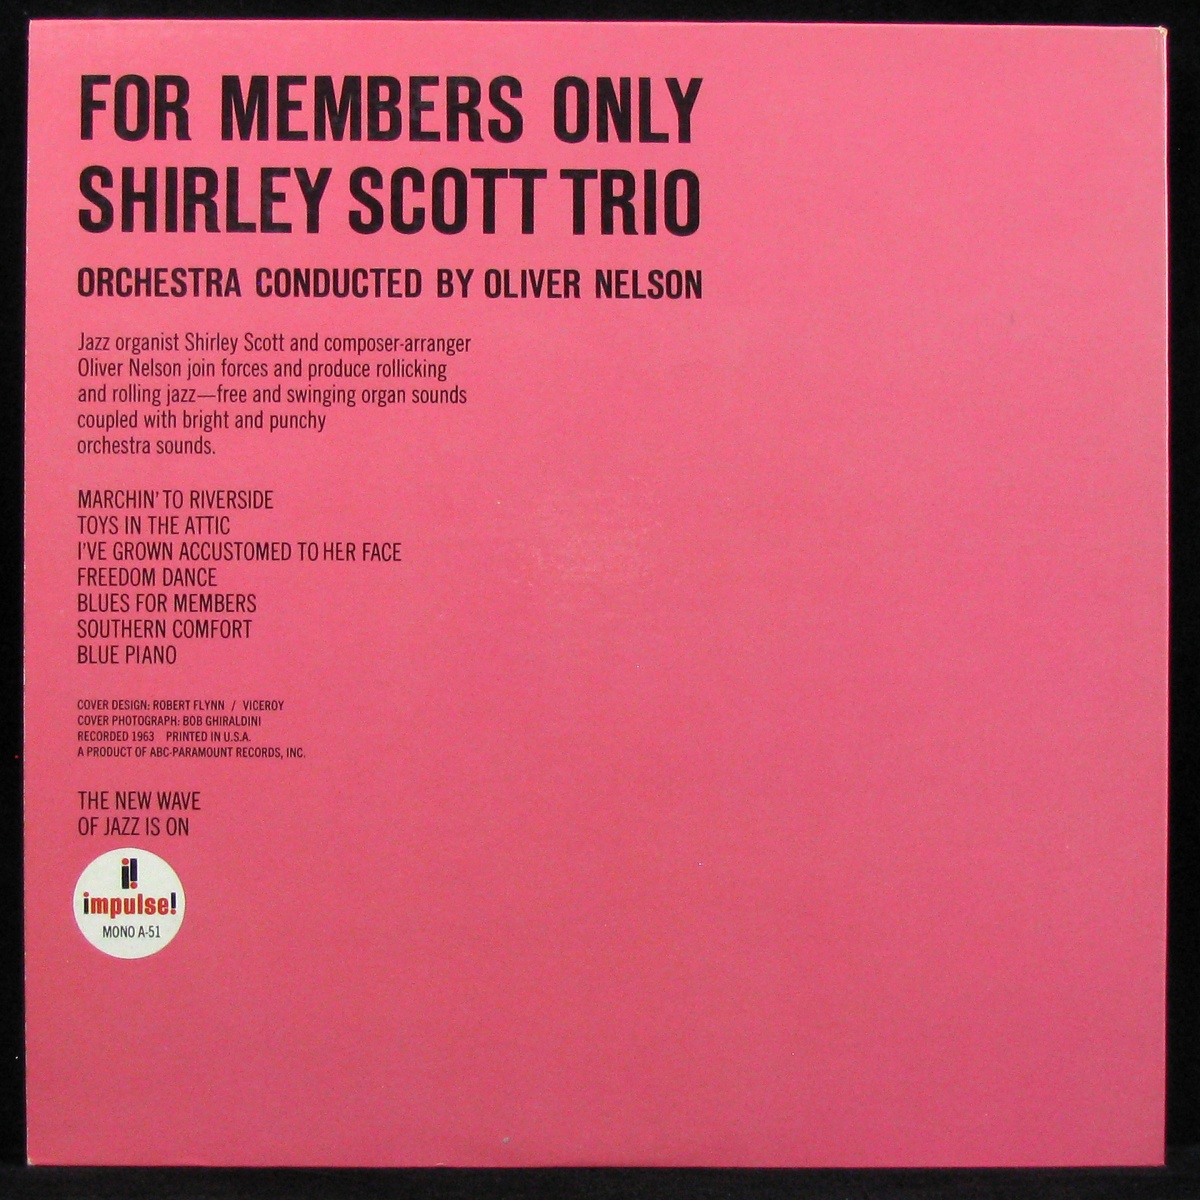 FOR MEMBERS ONLY
SHIRLEY SCOTT TRIO
ORCHESTRA CONDUCTED BY OLIVER NELSON
Jazz organist Shirley Scott and composer-arranger
Oliver Nelson join forces and produce rollicking
and rolling jazz—free and swinging organ sounds
coupled with bright and punchy
orchestra sounds.
MARCHIN' TO RIVERSIDE
TOYS IN THE ATTIC
I'VE GROWN ACCUSTOMED TO HER FACE
FREEDOM DANCE
BLUES FOR MEMBERS
SOUTHERN COMFORT
BLUE PIANO
COVER DESIGN: ROBERT FLYNN / VICEROY
COVER PHOTOGRAPH: BOB GHIRALDINI
RECORDED 1963 PRINTED IN U.S.A.
A PRODUCT OF ABC-PARAMOUNT RECORDS, INC.
THE NEW WAVE
OF JAZZ IS ON
i!
impulse!
MONO A-51